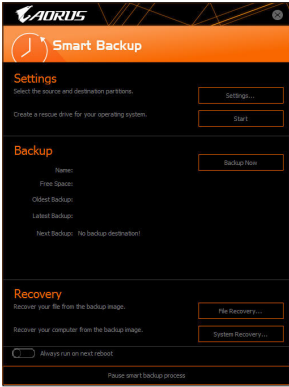 AORUS
Smart Backup
Settings
Select the source and destination partitions.
Settings...
Create a rescue drive for your operating system.
Start
Backup
Backup Now
Name:
Free Space:
Oldest Backup:
Latest Backup:
Next Backup: No backup destination!
Recovery
Recover your file from the backup image.
File Recovery...
Recover your computer from the backup image.
System Recovery...
Always run on next reboot
Pause smart backup process